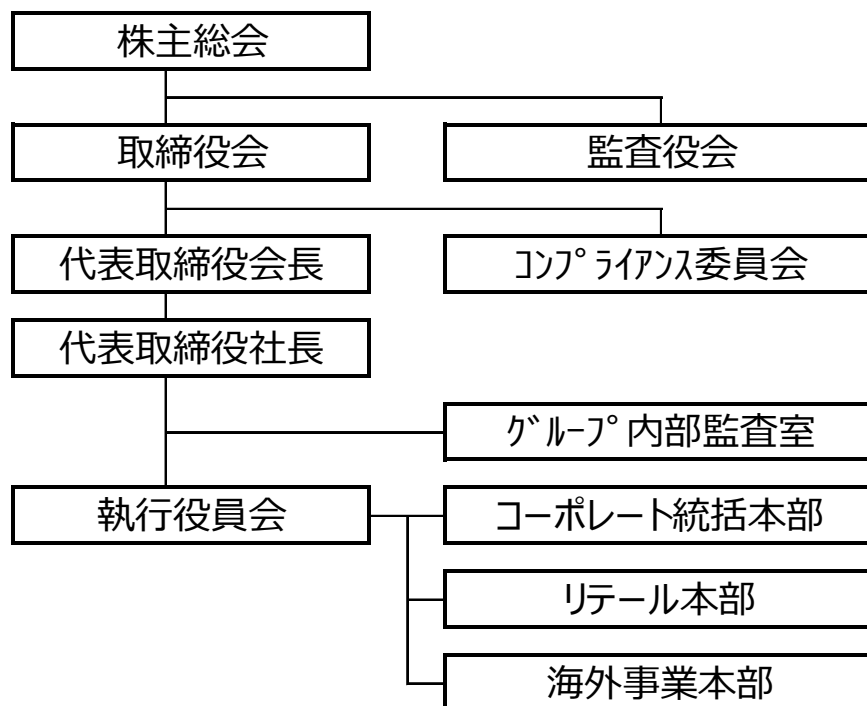 株主総会
取締役会
監査役会
代表取締役会長
ｺﾝﾌﾟﾗｲｱﾝｽ委員会
代表取締役社長
ｸﾞﾙｰﾌﾟ内部監査室
執行役員会
コーポレート統括本部
リテール本部
海外事業本部